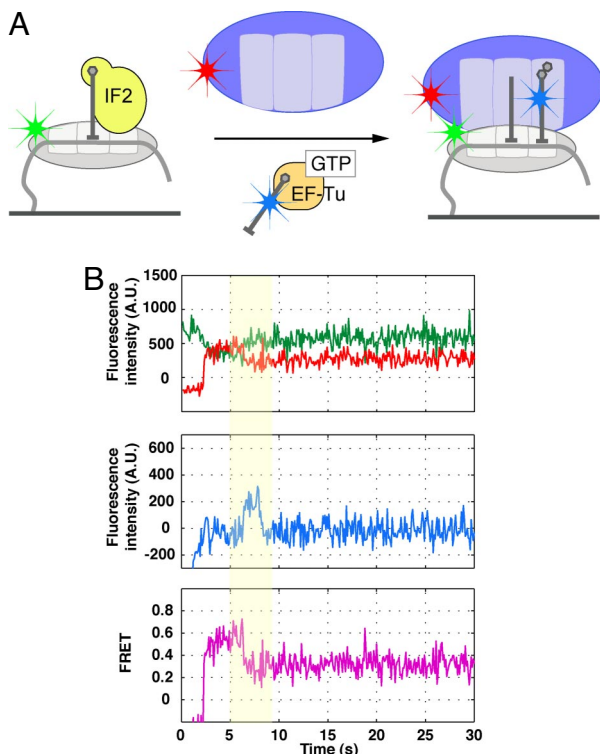 A
IF2
GTP
EF-Tu
B
Fluorescence
intensity (A.U.)
1500
1000
500
0
Fluorescence
intensity (A.U.)
600
400
200
0
-200
FRET
0.8
0.6
0.4
0.2
0
0 5 10 15 20 25 30
Time (s)